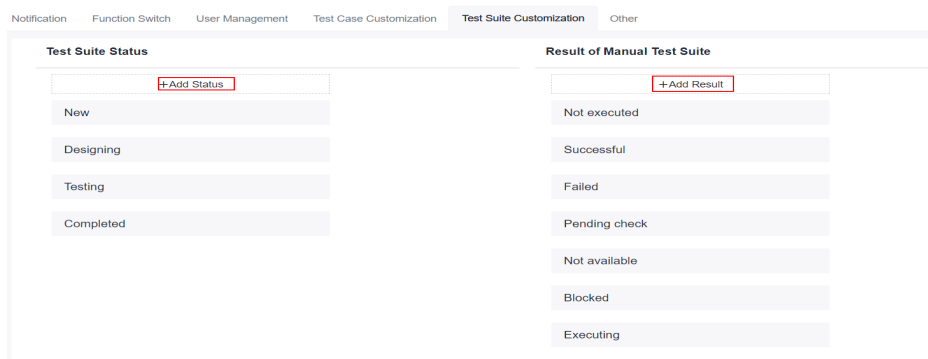 Notification Function Switch User Management Test Case Customization Test Suite Customization Other
Test Suite Status
+Add Status
New
Designing
Testing
Completed
Result of Manual Test Suite
+Add Result
Not executed
Successful
Failed
Pending check
Not available
Blocked
Executing